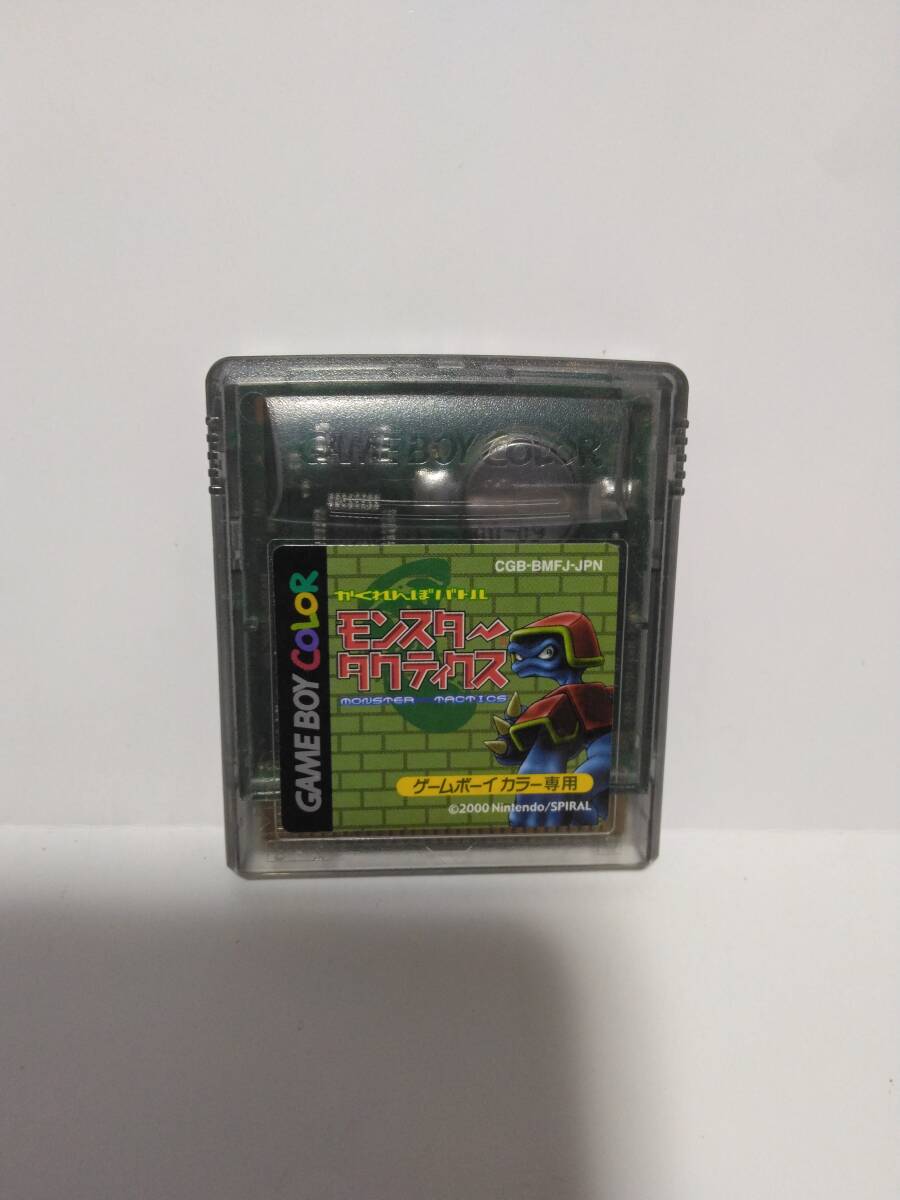 GAME BOY COLOR
GAME BOY COLOR
CGB-BMFJ-JPN
かくれんぼバトル
モンスター
タクティクス
MONSTER TACTICS
ゲームボーイ カラー専用
©2000 Nintendo/SPIRAL